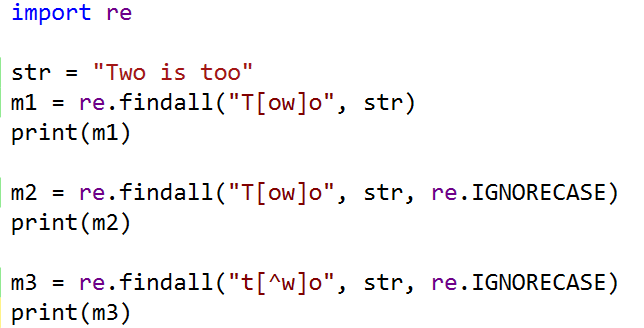 import re
str = "Two is too"
m1 = re.findall("T[ow]o", str)
print(m1)
m2 = re.findall("T[ow]o", str, re.IGNORECASE)
print(m2)
m3 = re.findall("t[^w]o", str, re.IGNORECASE)
print(m3)